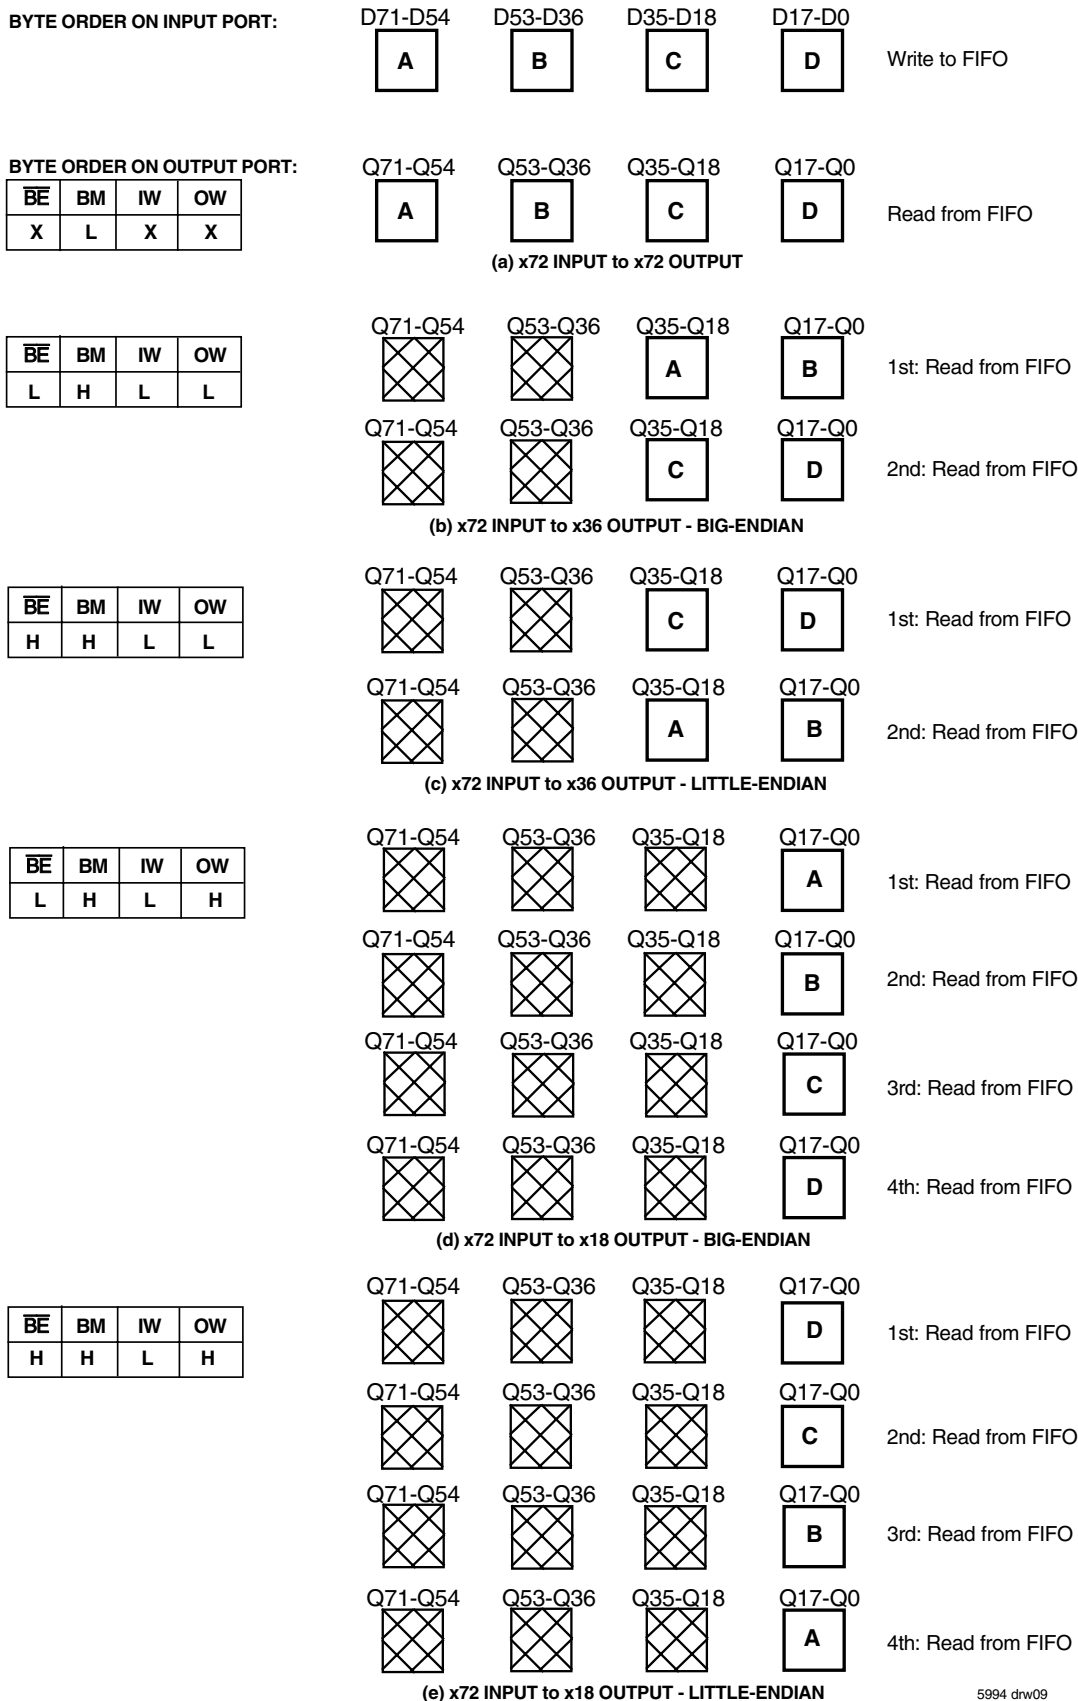 BYTE ORDER ON INPUT PORT:
D71-D54 D53-D36 D35-D18 D17-D0
A B C D Write to FIFO
BYTE ORDER ON OUTPUT PORT:
Q71-Q54 Q53-Q36 Q35-Q18 Q17-Q0
B̅E̅ BM IW OW
X L X X
A B C D Read from FIFO
(a) x72 INPUT to x72 OUTPUT
Q71-Q54 Q53-Q36 Q35-Q18 Q17-Q0
B̅E̅ BM IW OW
L H L L
A B 1st: Read from FIFO
Q71-Q54 Q53-Q36 Q35-Q18 Q17-Q0
C D 2nd: Read from FIFO
(b) x72 INPUT to x36 OUTPUT - BIG-ENDIAN
Q71-Q54 Q53-Q36 Q35-Q18 Q17-Q0
B̅E̅ BM IW OW
H H L L
C D 1st: Read from FIFO
Q71-Q54 Q53-Q36 Q35-Q18 Q17-Q0
A B 2nd: Read from FIFO
(c) x72 INPUT to x36 OUTPUT - LITTLE-ENDIAN
Q71-Q54 Q53-Q36 Q35-Q18 Q17-Q0
B̅E̅ BM IW OW
L H L H
A 1st: Read from FIFO
Q71-Q54 Q53-Q36 Q35-Q18 Q17-Q0
B 2nd: Read from FIFO
Q71-Q54 Q53-Q36 Q35-Q18 Q17-Q0
C 3rd: Read from FIFO
Q71-Q54 Q53-Q36 Q35-Q18 Q17-Q0
D 4th: Read from FIFO
(d) x72 INPUT to x18 OUTPUT - BIG-ENDIAN
Q71-Q54 Q53-Q36 Q35-Q18 Q17-Q0
B̅E̅ BM IW OW
H H L H
D 1st: Read from FIFO
Q71-Q54 Q53-Q36 Q35-Q18 Q17-Q0
C 2nd: Read from FIFO
Q71-Q54 Q53-Q36 Q35-Q18 Q17-Q0
B 3rd: Read from FIFO
Q71-Q54 Q53-Q36 Q35-Q18 Q17-Q0
A 4th: Read from FIFO
(e) x72 INPUT to x18 OUTPUT - LITTLE-ENDIAN
5994 drw09